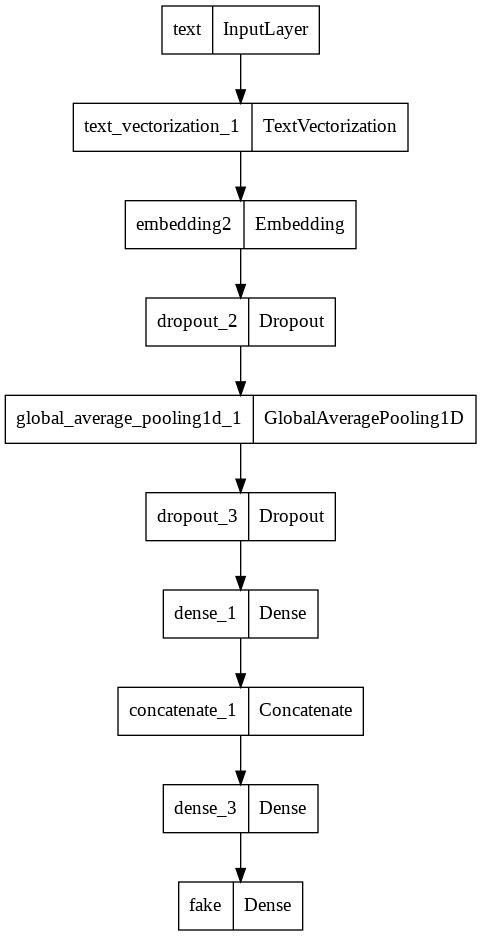 text InputLayer
text_vectorization_1 TextVectorization
embedding2 Embedding
dropout_2 Dropout
global_average_pooling1d_1 GlobalAveragePooling1D
dropout_3 Dropout
dense_1 Dense
concatenate_1 Concatenate
dense_3 Dense
fake Dense